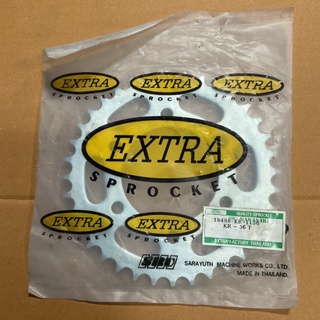 EXTRA EXTRA EXTRA
SPROCKET SPROCKET SPROCKET
EXTRA
SPROCKET
QUALITY SPROCKET
KR - 36 T
EXTRA FACTORY THAILAND
EXTRA EXTRA EXTRA
SPROCKET
SARAYUTH MACHINE WORKS CO., LTD.
MADE IN THAILAND.